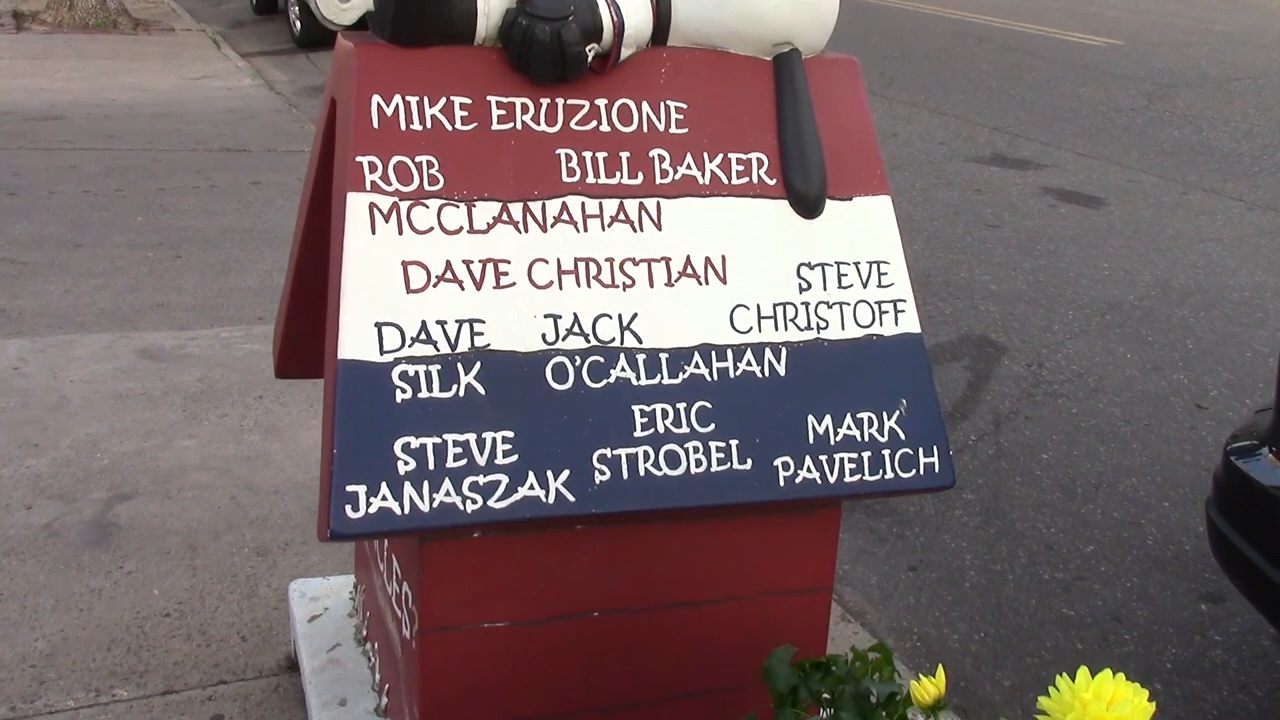 MIKE ERUZIONE
ROB BILL BAKER
MCCLANAHAN
DAVE CHRISTIAN
STEVE
CHRISTOFF
DAVE JACK
SILK O'CALLAHAN
STEVE
JANASZAK
ERIC
STROBEL
MARK
PAVELICH